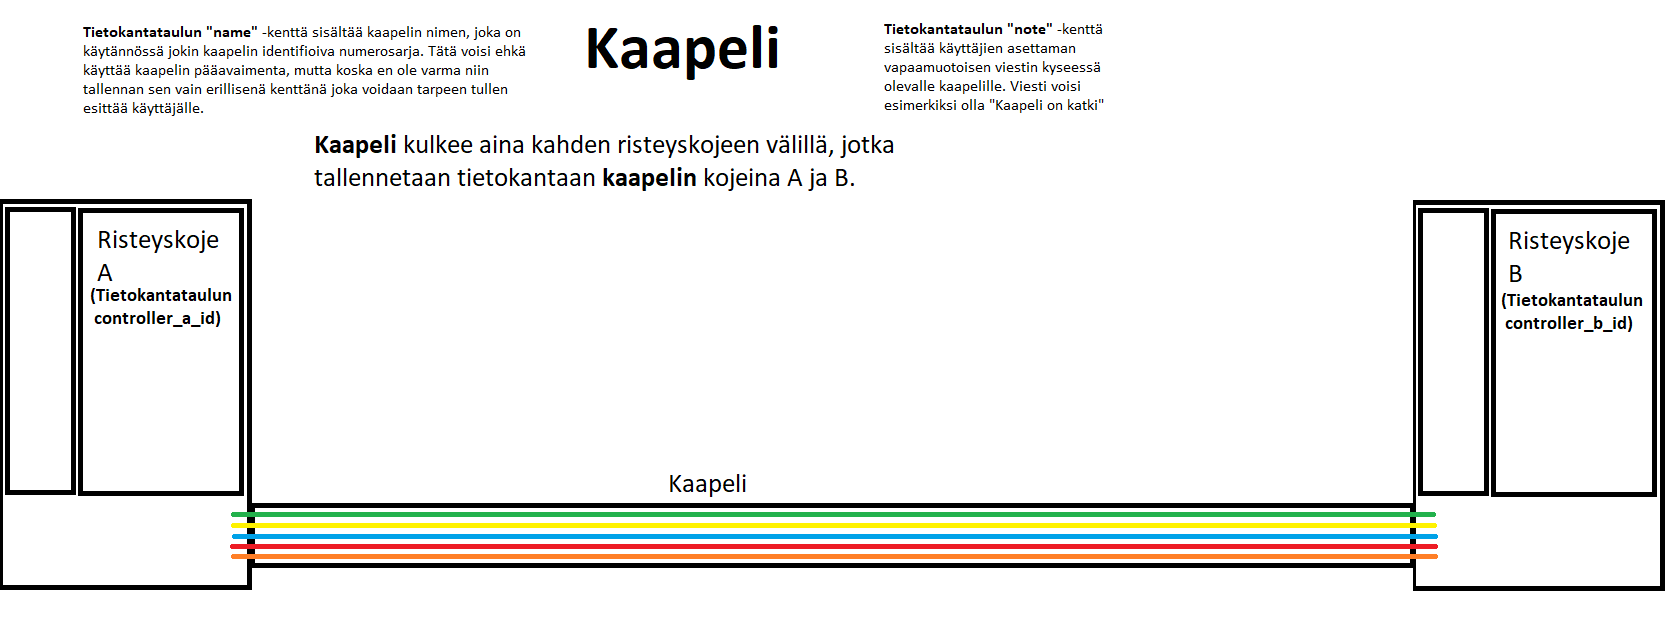 Tietokantataulun "name" -kenttä sisältää kaapelin nimen, joka on
käytännössä jokin kaapelin identifioiva numerosarja. Tätä voisi ehkä
käyttää kaapelin pääavaimenta, mutta koska en ole varma niin
tallennan sen vain erillisenä kenttänä joka voidaan tarpeen tullen
esittää käyttäjälle.
Kaapeli
Tietokantataulun "note" -kenttä
sisältää käyttäjien asettaman
vapaamuotoisen viestin kyseessä
olevalle kaapelille. Viesti voisi
esimerkiksi olla "Kaapeli on katki"
Kaapeli kulkee aina kahden risteyskojeen välillä, jotka
tallennetaan tietokantaan kaapelin kojeina A ja B.
Risteyskoje
A
(Tietokantataulun
controller_a_id)
Risteyskoje
B
(Tietokantataulun
controller_b_id)
Kaapeli